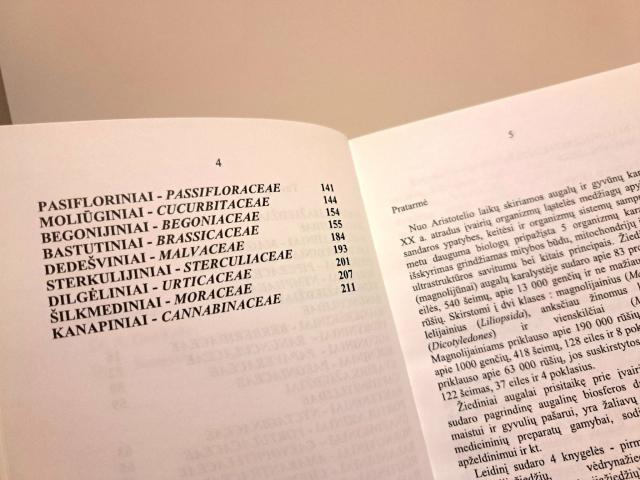 4
PASIFLORINIAI - PASSIFLORACEAE 141
MOLIŪGINIAI - CUCURBITACEAE 144
BEGONIJINIAI - BEGONIACEAE 154
BASTUTINIAI - BRASSICACEAE 155
DEDEŠVINIAI - MALVACEAE 184
STERKULIJINIAI - STERCULIACEAE 193
DILGĖLINIAI - URTICACEAE 201
ŠILKMEDINIAI - MORACEAE 207
KANAPINIAI - CANNABINACEAE 211
5
Pratarmė
Nuo Aristotelio laikų skiriamos augalų ir gyvūnų
XX a. atradus įvairių organizmų ląstelės medžiagų
sandaros ypatybes, keitėsi ir organizmų sistemų
metu dauguma biologų pripažįsta 5 organizmų
išskyrimas grindžiamas mitybos būdu, mitochondrijų
ultrastruktūros savitumu bei kitais principais.
(magnolijūnai) augalų karalystėje sudaro apie 83
eilės, 540 šeimų, apie 13 000 genčių ir ne mažiau
rūšių. Skirstomi į dvi klases : magnolijainius
lelijainius (Liliopsida), anksčiau žinomus
(Dicotyledones) ir vienskilčiai
Magnolijainiams priklauso apie 190 000 rūšių
apie 1000 genčių, 418 šeimų, 128 eilės ir 8
priklauso apie 63 000 rūšių, jos suskirstytos
122 šeimas, 37 eiles ir 4 poklasius.
Žiediniai augalai prisitaikę prie
sudaro pagrindinę augalinę biosferos
maistui ir gyvulių pašarui, yra žaliavų
medicininių preparatų gamybai,
apželdinimui ir kt.
Leidinį sudaro 4 knygelės -